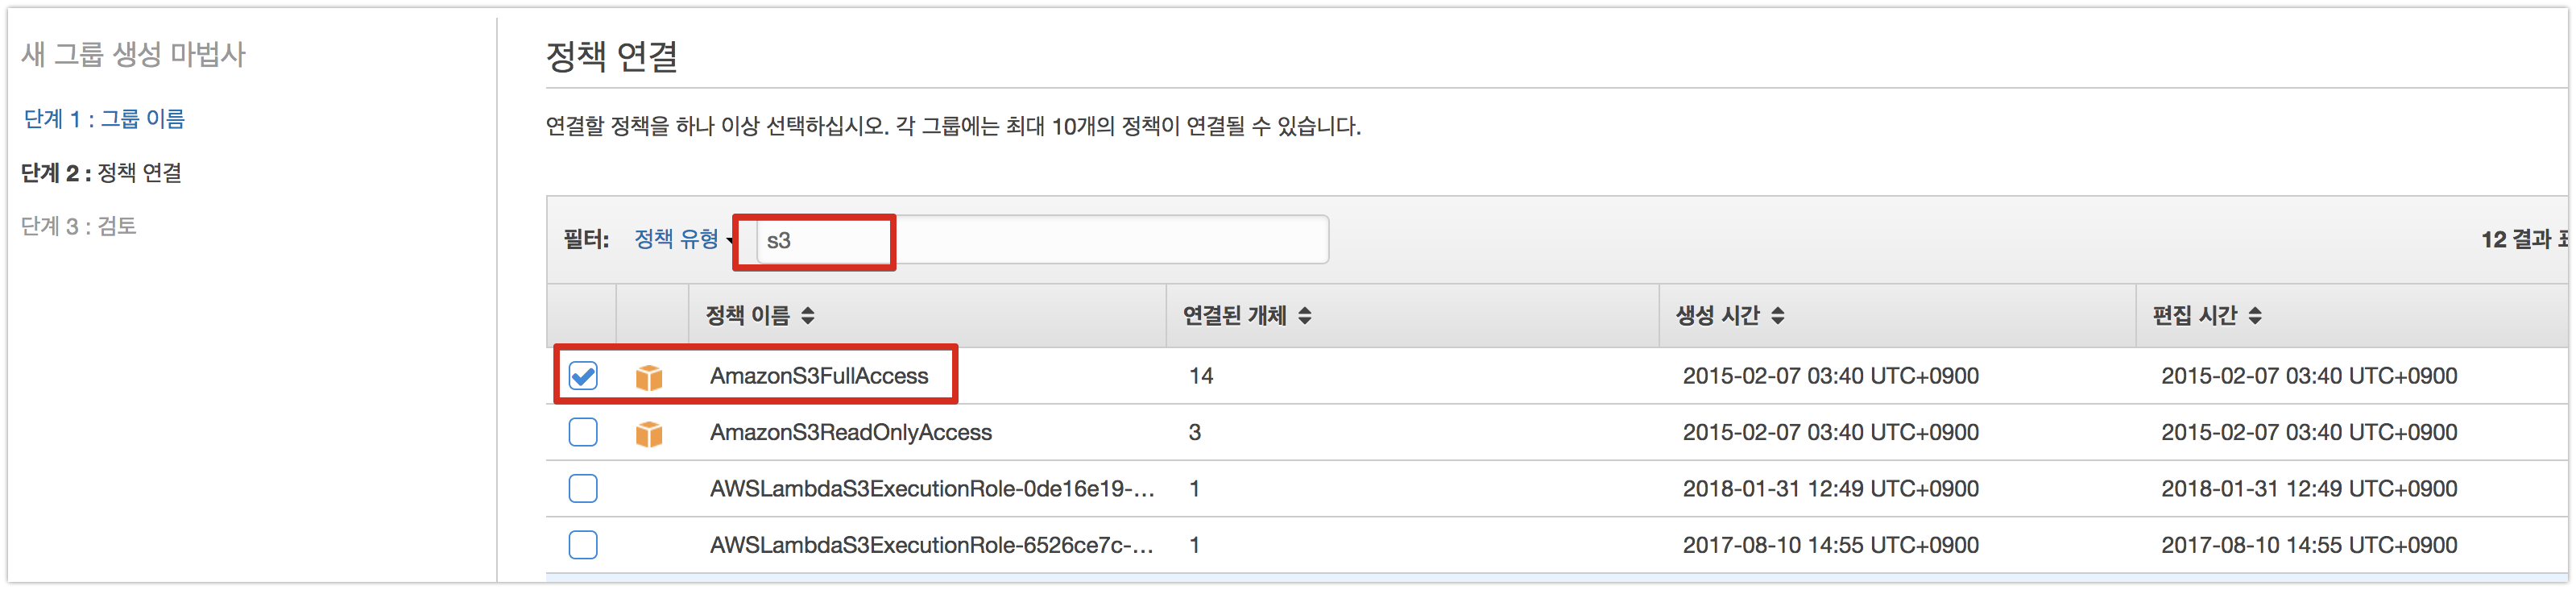 새 그룹 생성 마법사
단계 1 : 그룹 이름
단계 2 : 정책 연결
단계 3 : 검토
정책 연결
연결할 정책을 하나 이상 선택하십시오. 각 그룹에는 최대 10개의 정책이 연결될 수 있습니다.
필터: 정책 유형 s3 12 결과
정책 이름 연결된 개체 생성 시간 편집 시간
AmazonS3FullAccess 14 2015-02-07 03:40 UTC+0900 2015-02-07 03:40 UTC+0900
AmazonS3ReadOnlyAccess 3 2015-02-07 03:40 UTC+0900 2015-02-07 03:40 UTC+0900
AWSLambdaS3ExecutionRole-0de16e19-... 1 2018-01-31 12:49 UTC+0900 2018-01-31 12:49 UTC+0900
AWSLambdaS3ExecutionRole-6526ce7c-... 1 2017-08-10 14:55 UTC+0900 2017-08-10 14:55 UTC+0900